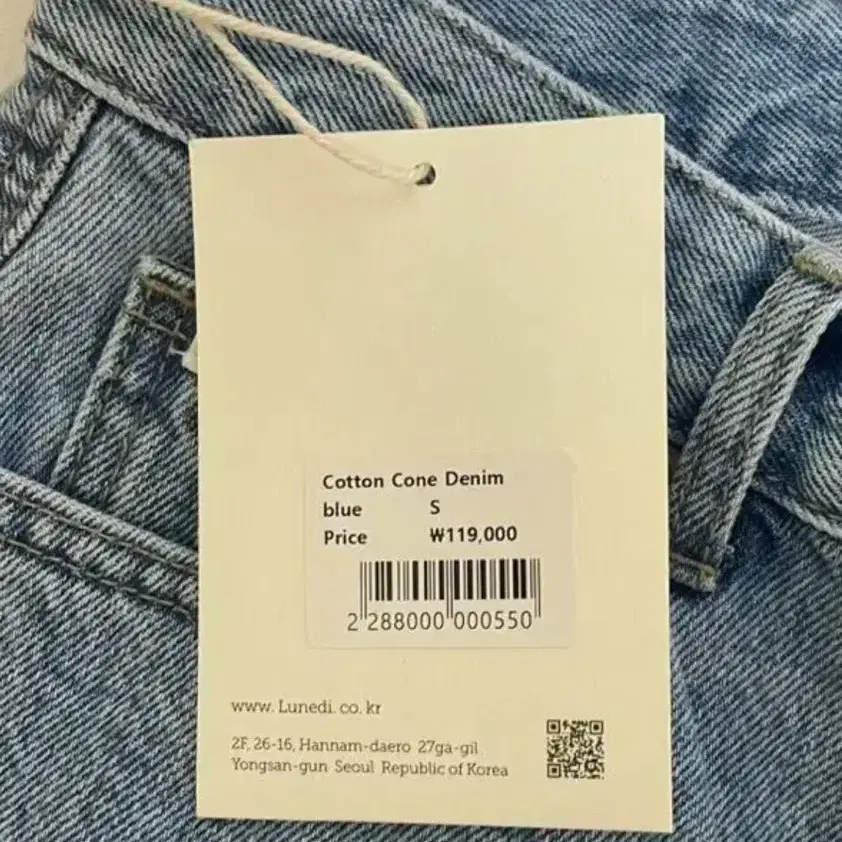 Cotton Cone Denim
blue S
Price ₩119,000
2 288000 000550
www. Lunedi. co. kr
2F, 26-16, Hannam-daero 27ga-gil
Yongsan-gun Seoul Republic of Korea